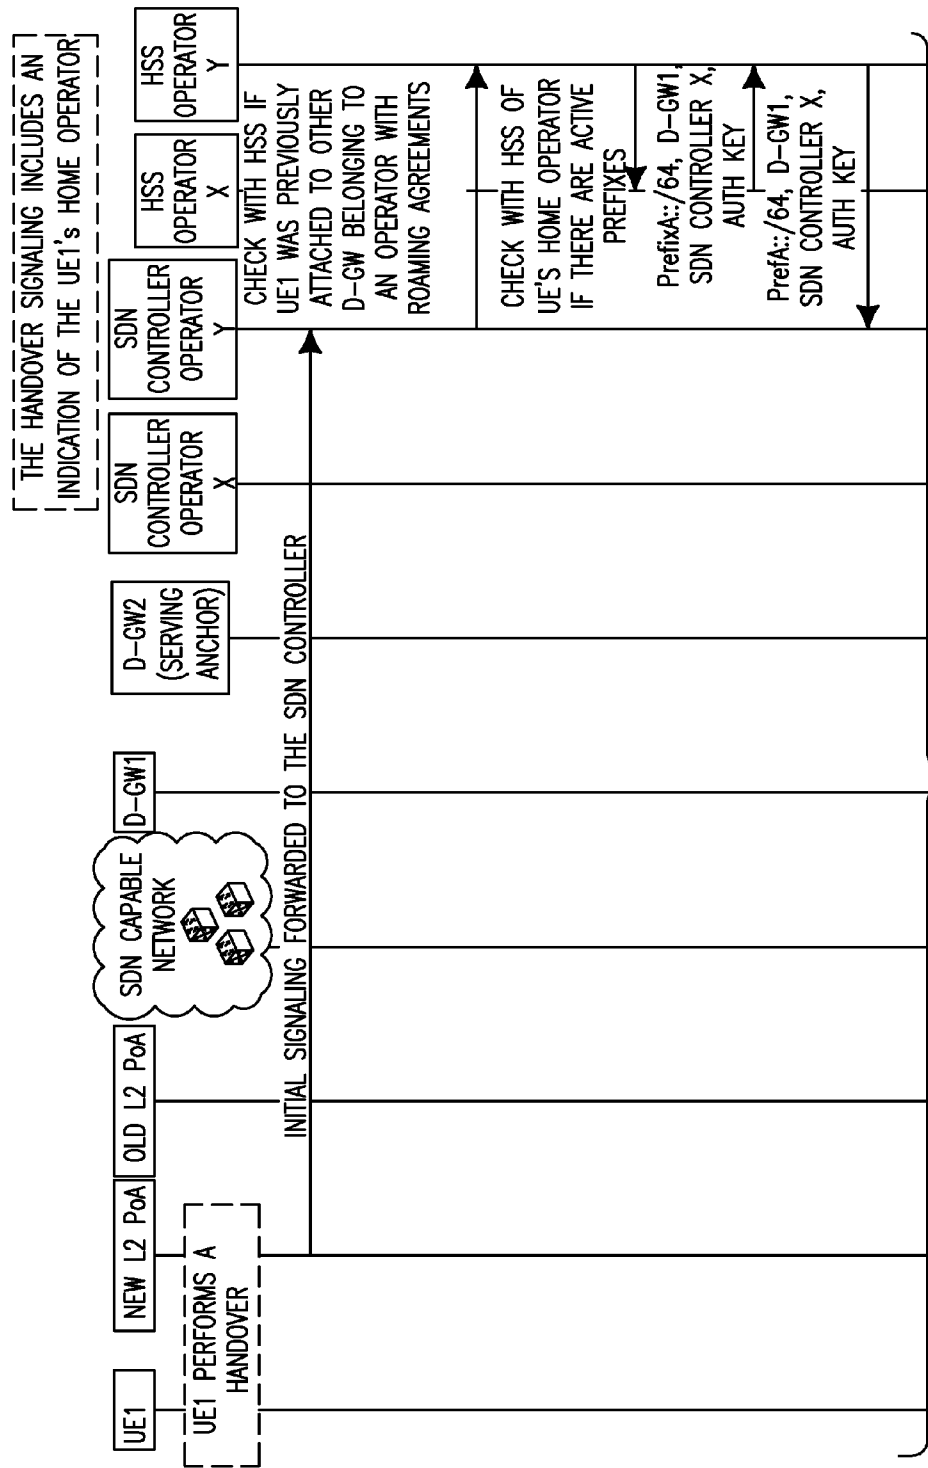 THE HANDOVER SIGNALING INCLUDES AN
INDICATION OF THE UE1's HOME OPERATOR
UE1
NEW L2 PoA
OLD L2 PoA
SDN CAPABLE
NETWORK
D-GW1
D-GW2
(SERVING
ANCHOR)
SDN
CONTROLLER
OPERATOR
X
SDN
CONTROLLER
OPERATOR
Y
HSS
OPERATOR
X
HSS
OPERATOR
Y
UE1 PERFORMS A
HANDOVER
INITIAL SIGNALING FORWARDED TO THE SDN CONTROLLER
CHECK WITH HSS IF
UE1 WAS PREVIOUSLY
ATTACHED TO OTHER
D-GW BELONGING TO
AN OPERATOR WITH
ROAMING AGREEMENTS
CHECK WITH HSS OF
UE'S HOME OPERATOR
IF THERE ARE ACTIVE
PREFIXES
PrefixA::/64, D-GW1,
SDN CONTROLLER X,
AUTH KEY
PrefA::/64, D-GW1,
SDN CONTROLLER X,
AUTH KEY